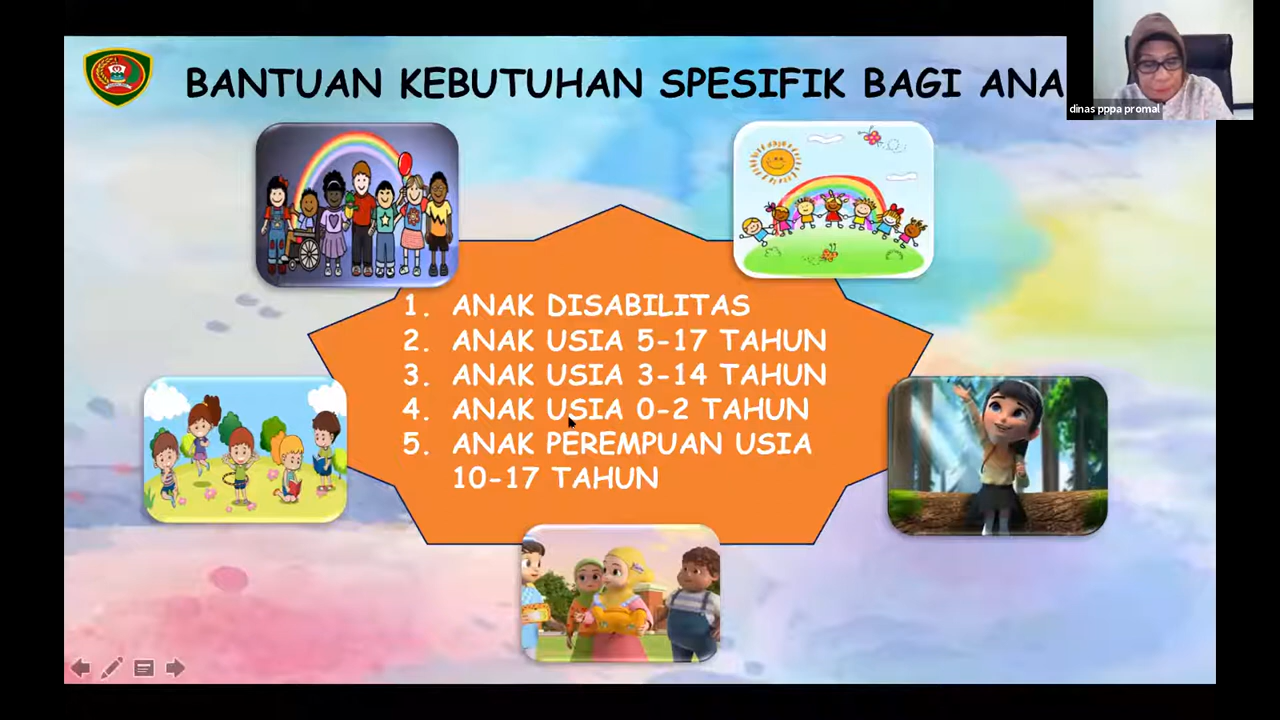 BANTUAN KEBUTUHAN SPESIFIK BAGI ANA
dinas pppa promal
1. ANAK DISABILITAS
2. ANAK USIA 5-17 TAHUN
3. ANAK USIA 3-14 TAHUN
4. ANAK USIA 0-2 TAHUN
5. ANAK PEREMPUAN USIA
10-17 TAHUN